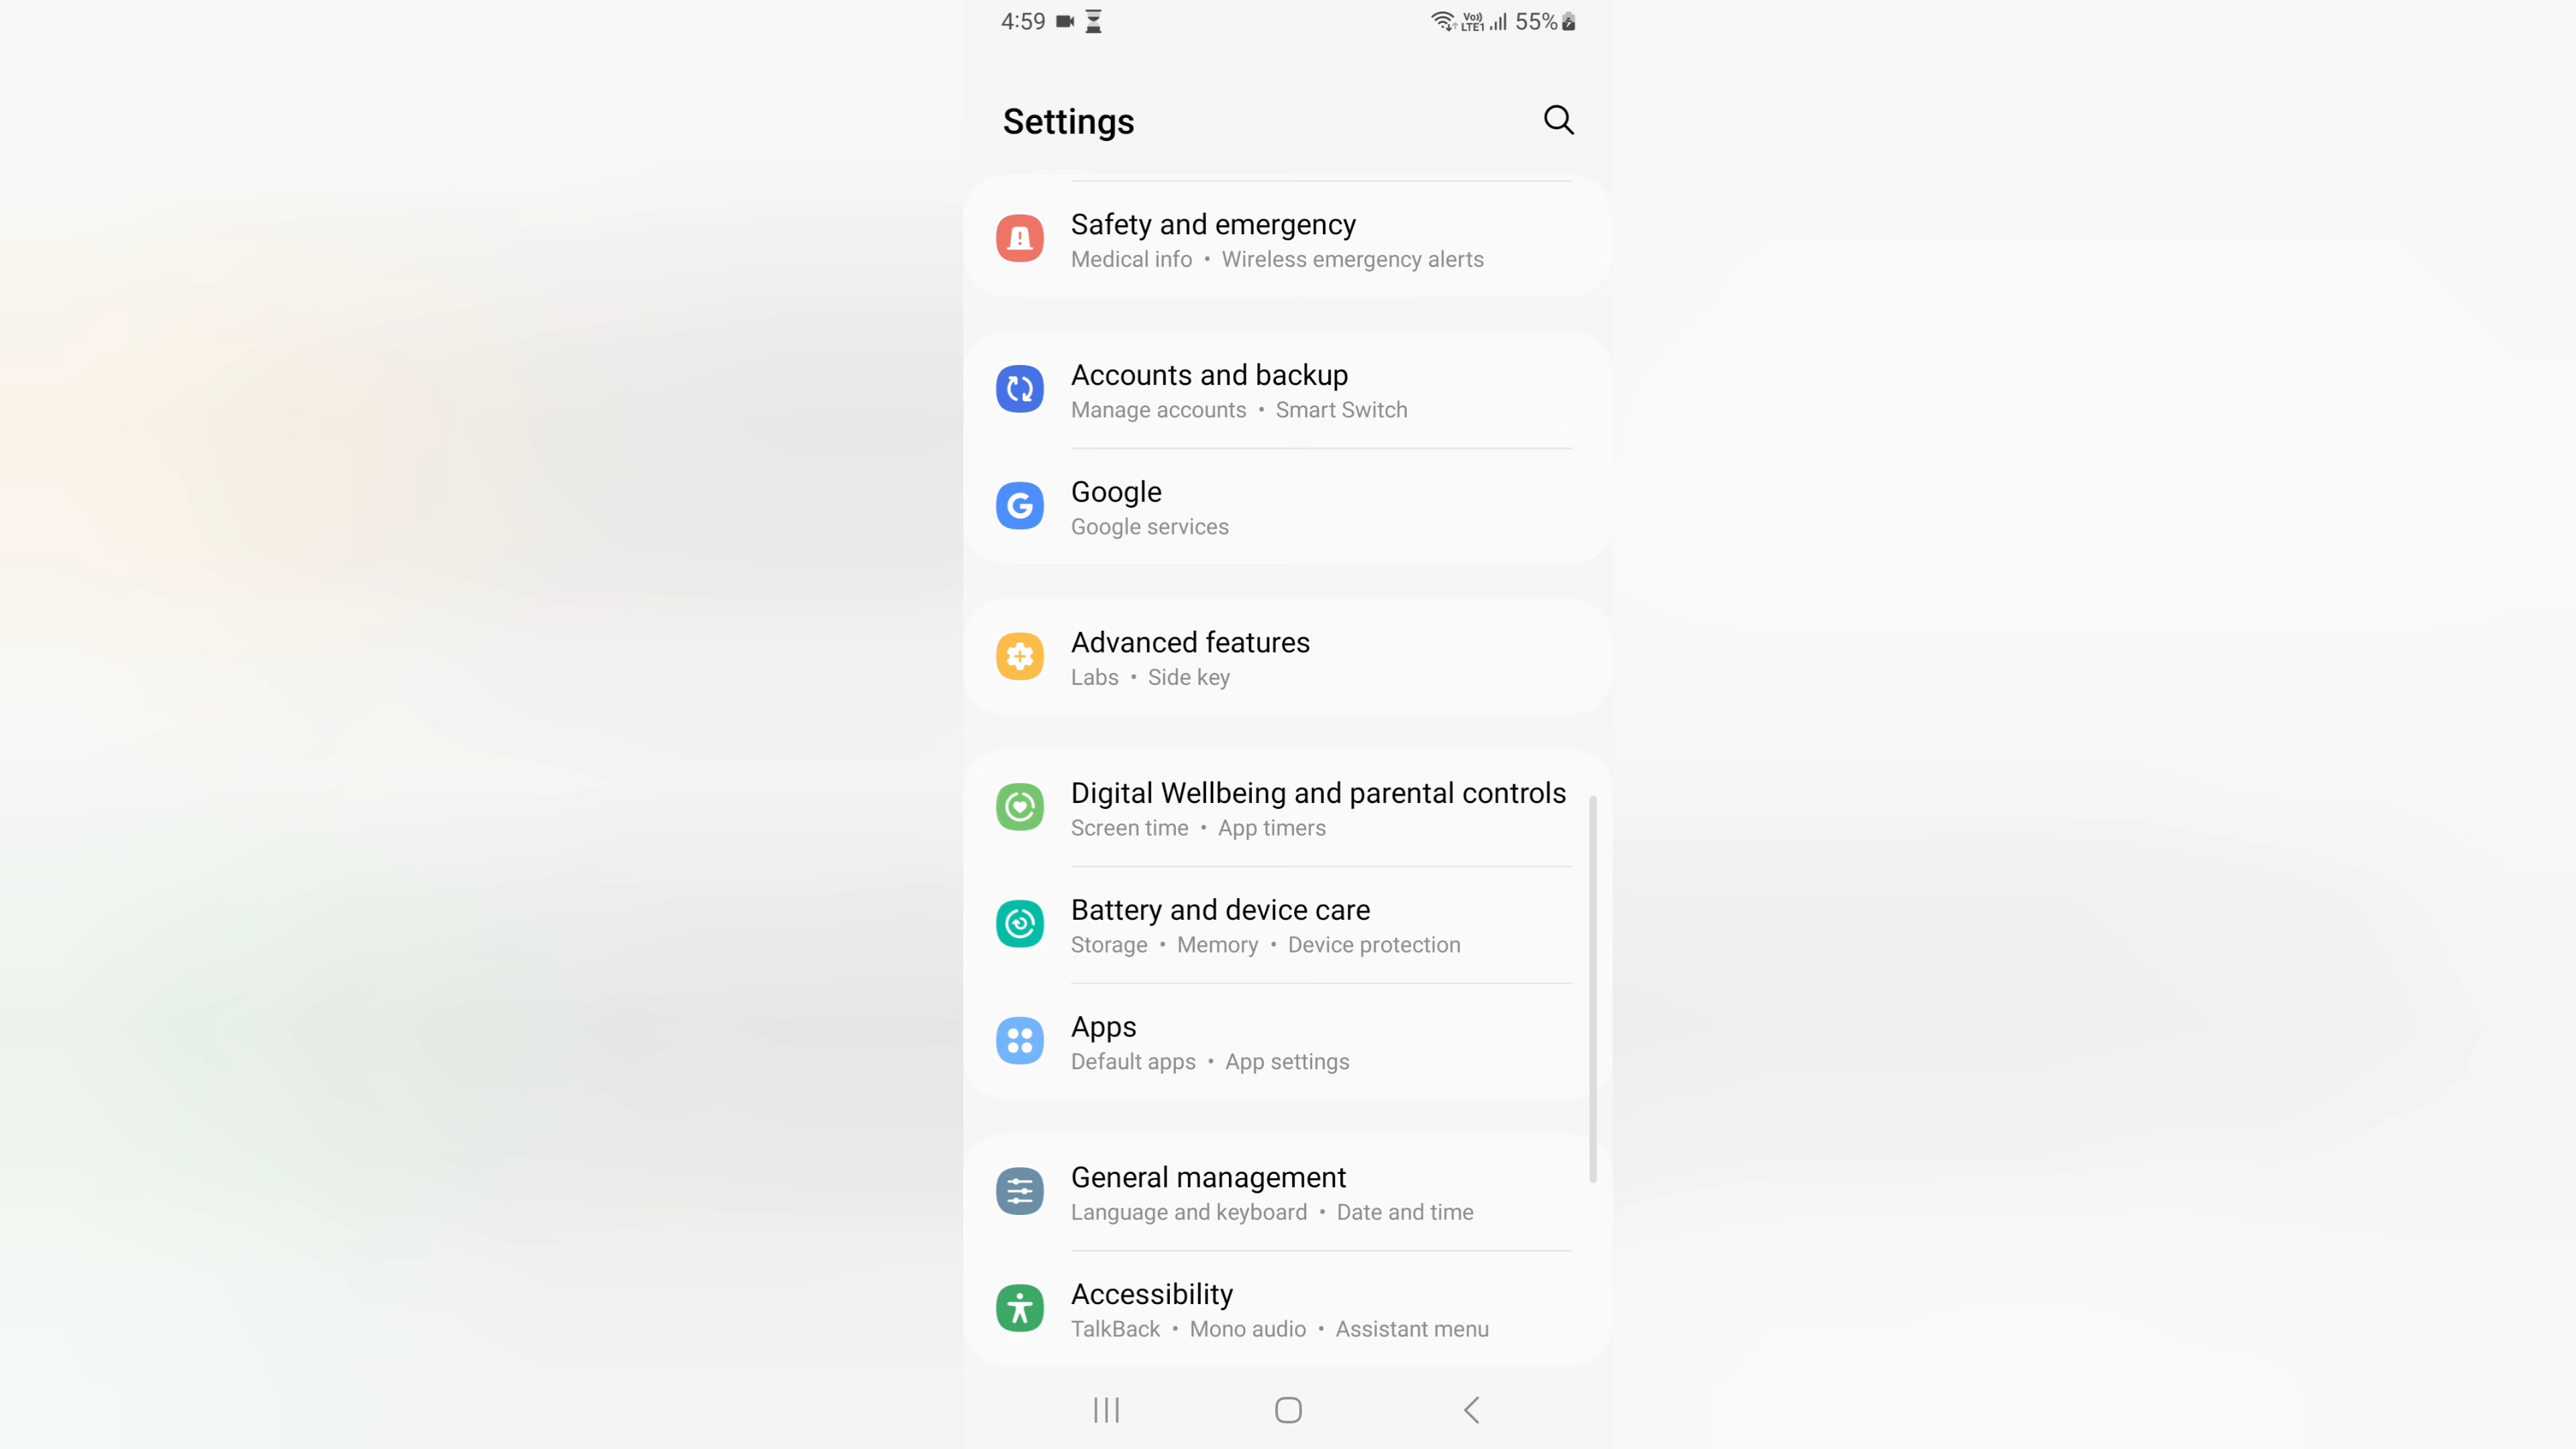 4:59
Vo)) LTE1 55%
Settings
Safety and emergency
Medical info • Wireless emergency alerts
Accounts and backup
Manage accounts • Smart Switch
Google
Google services
Advanced features
Labs • Side key
Digital Wellbeing and parental controls
Screen time • App timers
Battery and device care
Storage • Memory • Device protection
Apps
Default apps • App settings
General management
Language and keyboard • Date and time
Accessibility
TalkBack • Mono audio • Assistant menu